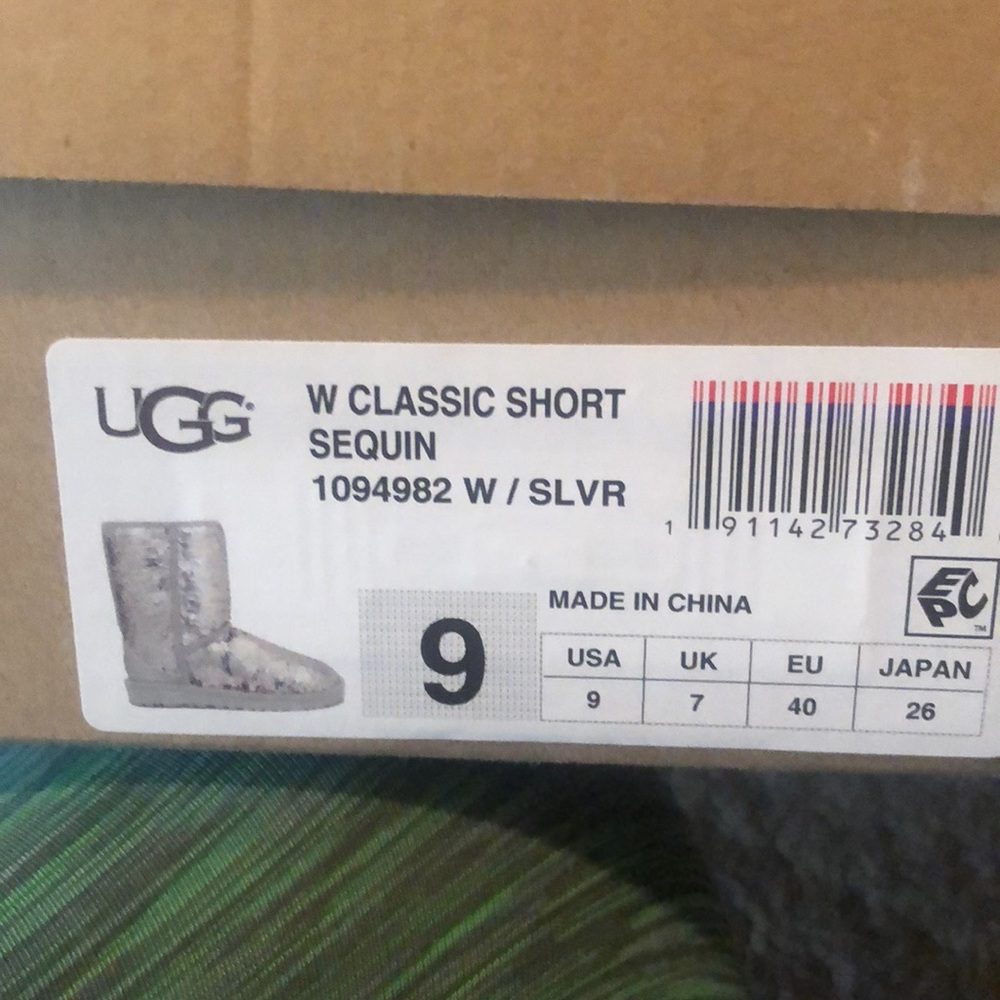 UGG
W CLASSIC SHORT
SEQUIN
1094982 W / SLVR
1 91142 73284
MADE IN CHINA
EPC
TM
9
USA UK EU JAPAN
9 7 40 26